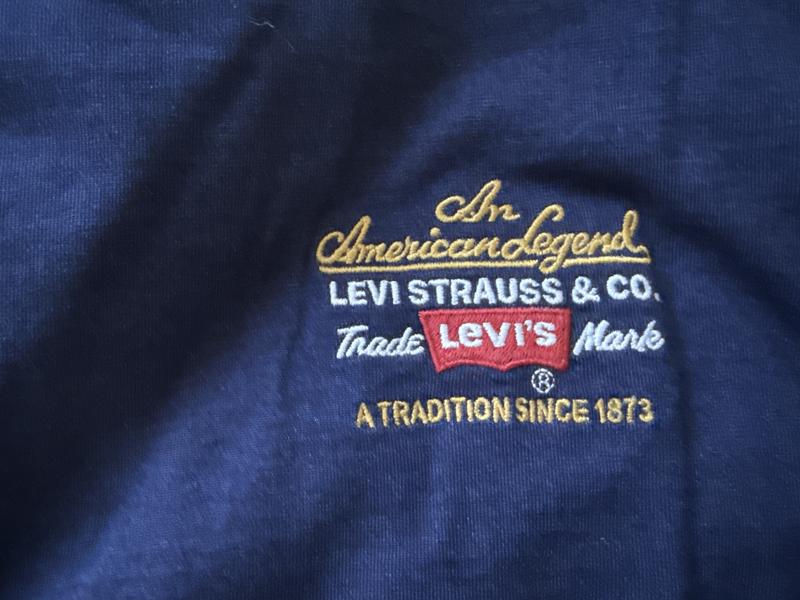 An
American Legend
LEVI STRAUSS & CO.
Trade LEVI'S Mark
®
A TRADITION SINCE 1873